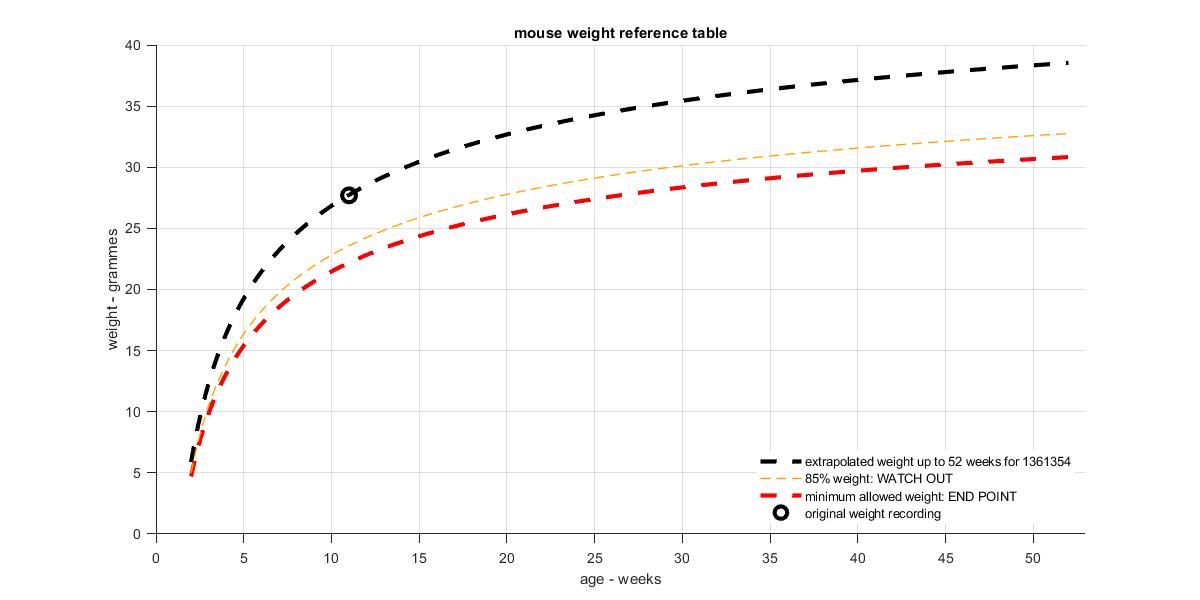 mouse weight reference table
40
35
30
25
20
15
10
5
0
weight - grammes
0 5 10 15 20 25 30 35 40 45 50
age - weeks
extrapolated weight up to 52 weeks for 1361354
85% weight: WATCH OUT
minimum allowed weight: END POINT
original weight recording